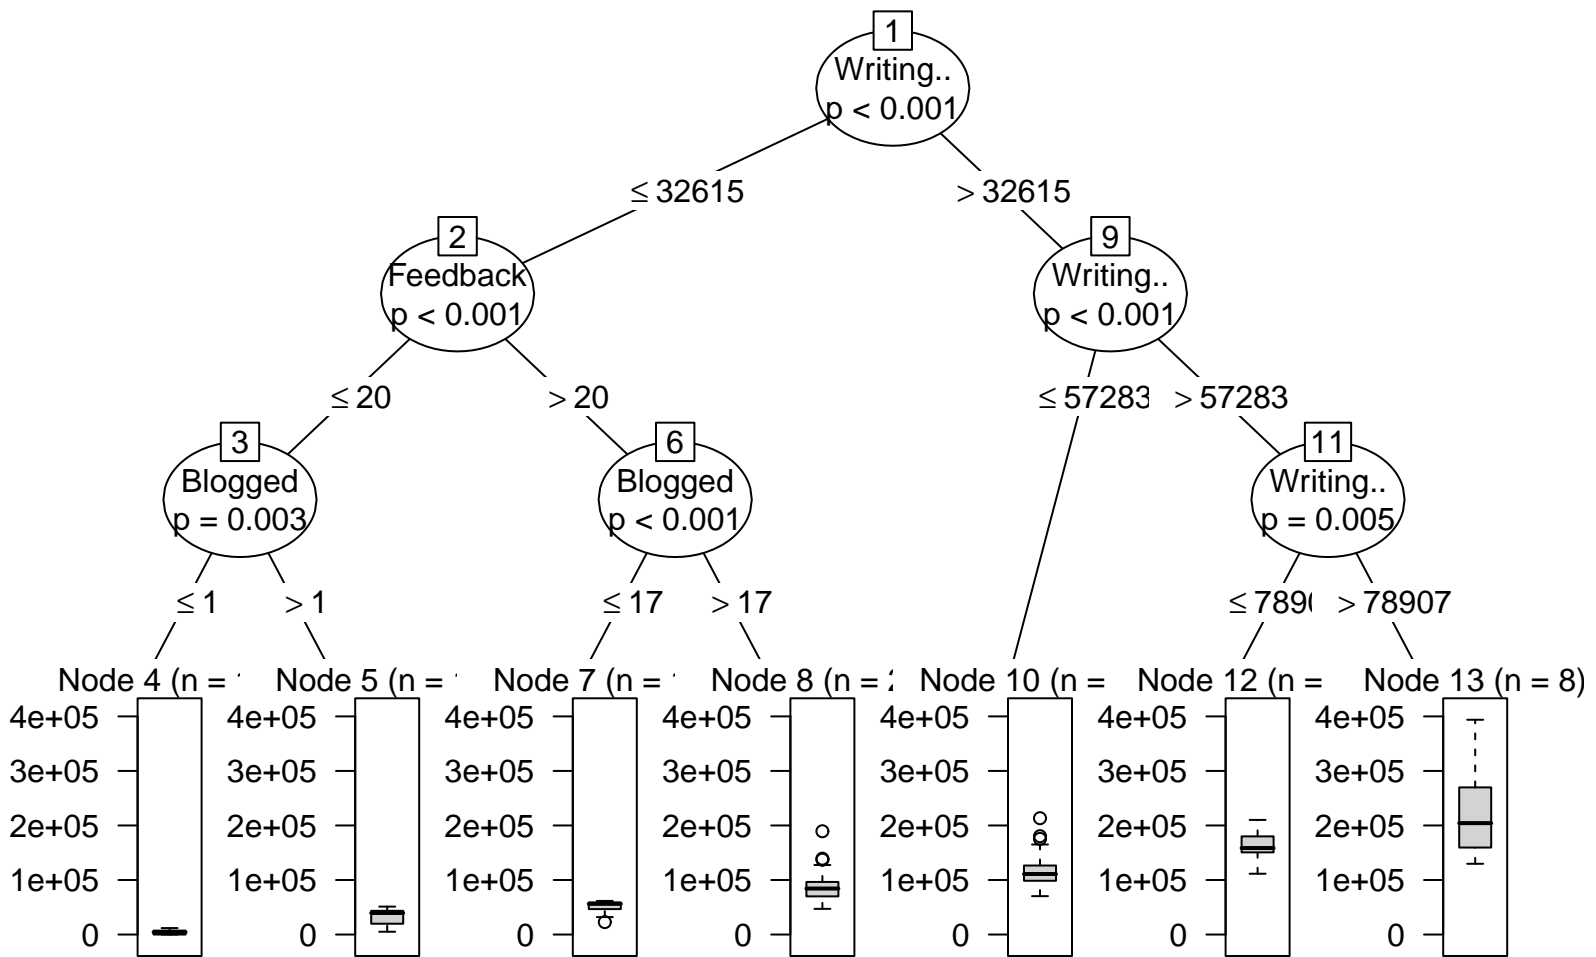 1
Writing..
p < 0.001
≤ 32615
> 32615
2
Feedback
p < 0.001
9
Writing..
p < 0.001
≤ 20
> 20
≤ 57283
> 57283
3
Blogged
p = 0.003
6
Blogged
p < 0.001
11
Writing..
p = 0.005
≤ 1
> 1
≤ 17
> 17
≤ 7890
> 78907
Node 4 (n =
0
1e+05
2e+05
3e+05
4e+05
Node 5 (n =
0
1e+05
2e+05
3e+05
4e+05
Node 7 (n =
0
1e+05
2e+05
3e+05
4e+05
Node 8 (n = 2
0
1e+05
2e+05
3e+05
4e+05
Node 10 (n =
0
1e+05
2e+05
3e+05
4e+05
Node 12 (n =
0
1e+05
2e+05
3e+05
4e+05
Node 13 (n = 8)
0
1e+05
2e+05
3e+05
4e+05